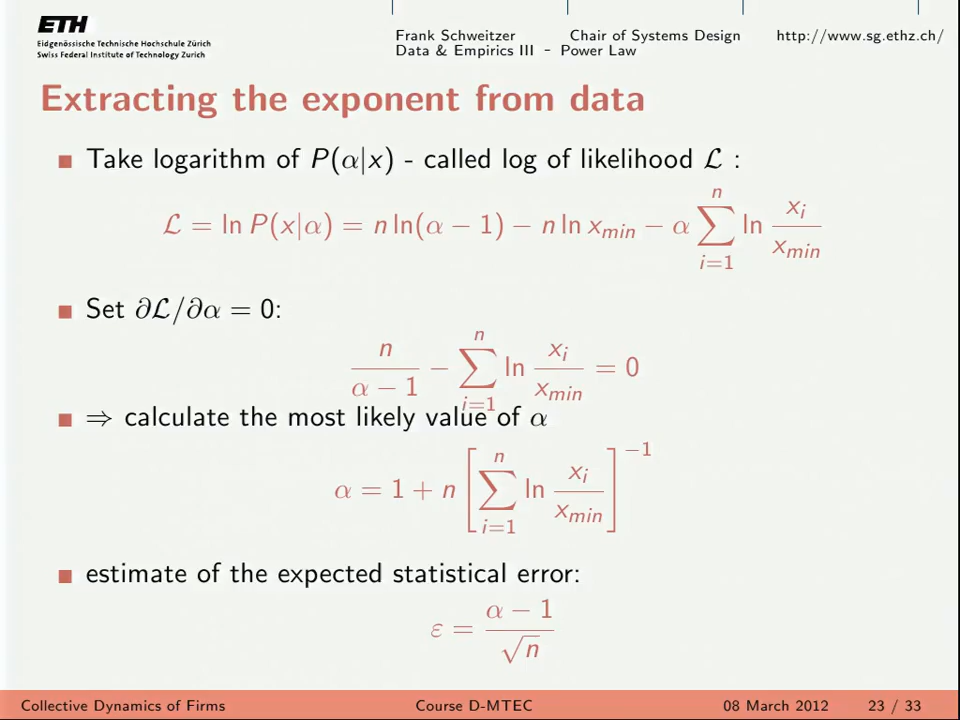 ETH
Eidgenössische Technische Hochschule Zürich
Swiss Federal Institute of Technology Zurich
Frank Schweitzer Chair of Systems Design http://www.sg.ethz.ch/
Data & Empirics III - Power Law
Extracting the exponent from data
Take logarithm of P(α|x) - called log of likelihood ℒ :
ℒ = ln P(x|α) = n ln(α − 1) − n ln x_min − α ∑_{i=1}^{n} ln x_i/x_min
Set ∂ℒ/∂α = 0:
n/(α − 1) − ∑_{i=1}^{n} ln x_i/x_min = 0
⇒ calculate the most likely value of α
α = 1 + n [∑_{i=1}^{n} ln x_i/x_min]^{−1}
estimate of the expected statistical error:
ε = (α − 1)/√n
Collective Dynamics of Firms Course D-MTEC 08 March 2012 23 / 33